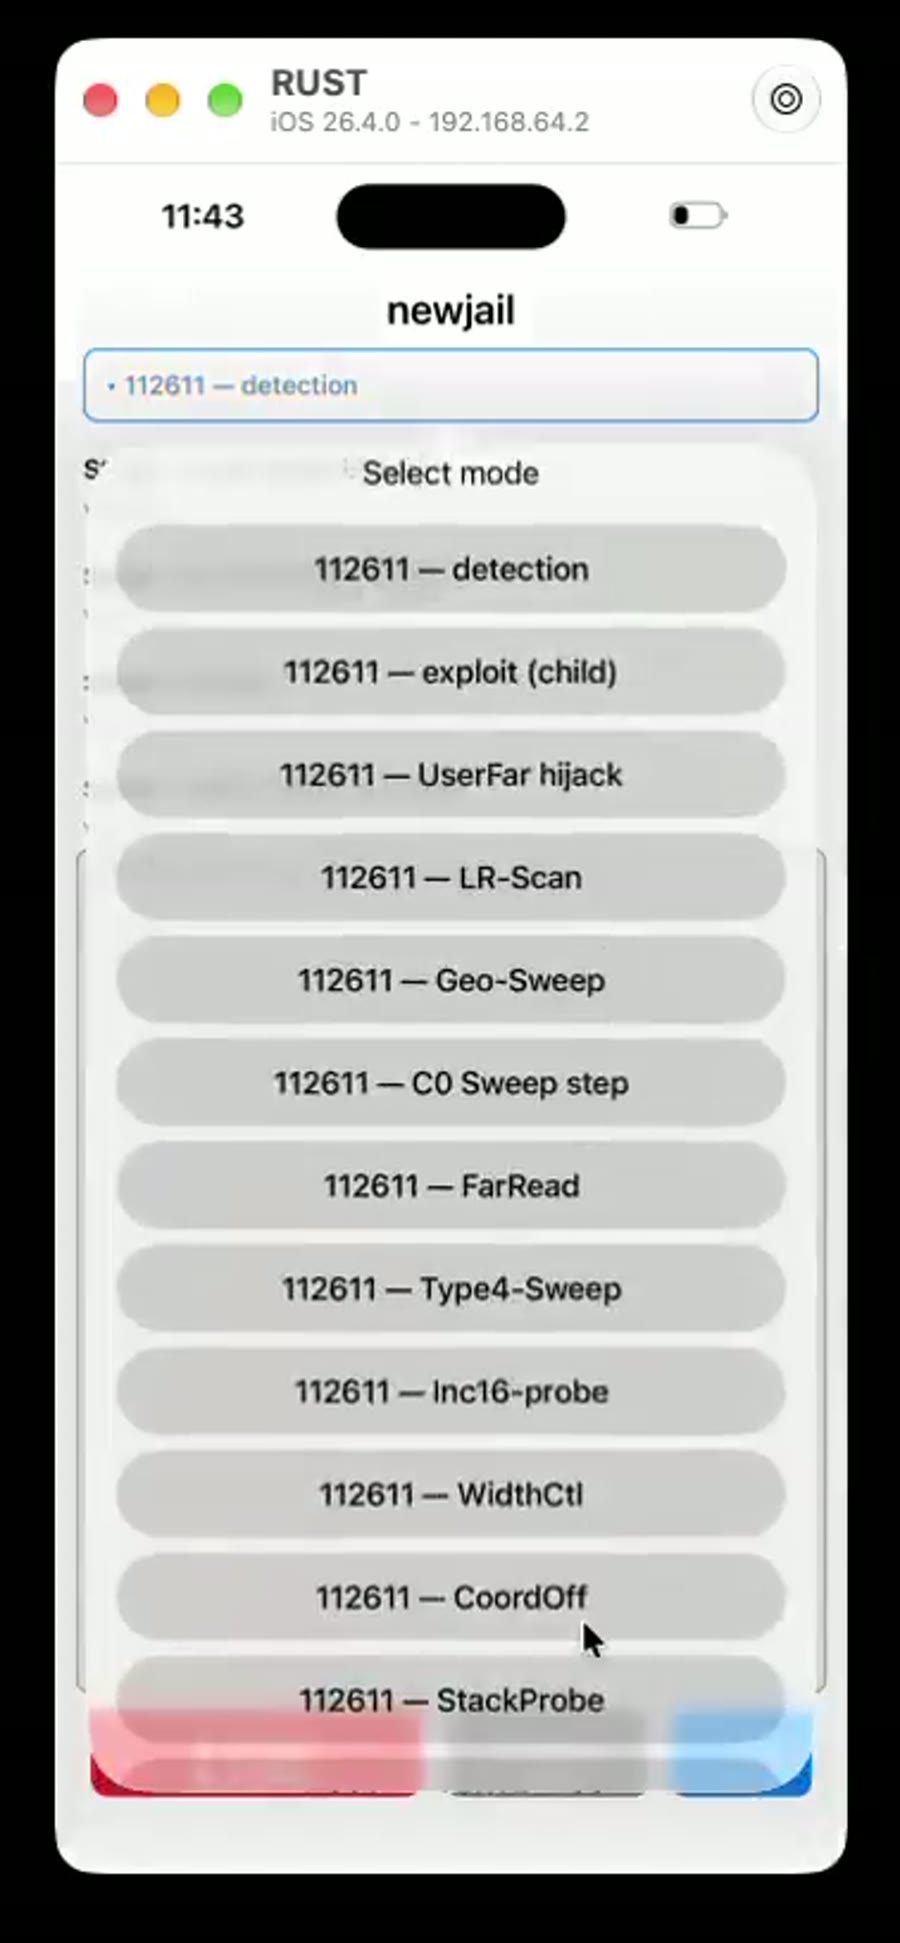 RUST
iOS 26.4.0 - 192.168.64.2
11:43
newjail
• 112611 — detection
Select mode
112611 — detection
112611 — exploit (child)
112611 — UserFar hijack
112611 — LR-Scan
112611 — Geo-Sweep
112611 — C0 Sweep step
112611 — FarRead
112611 — Type4-Sweep
112611 — Inc16-probe
112611 — WidthCtl
112611 — CoordOff
112611 — StackProbe